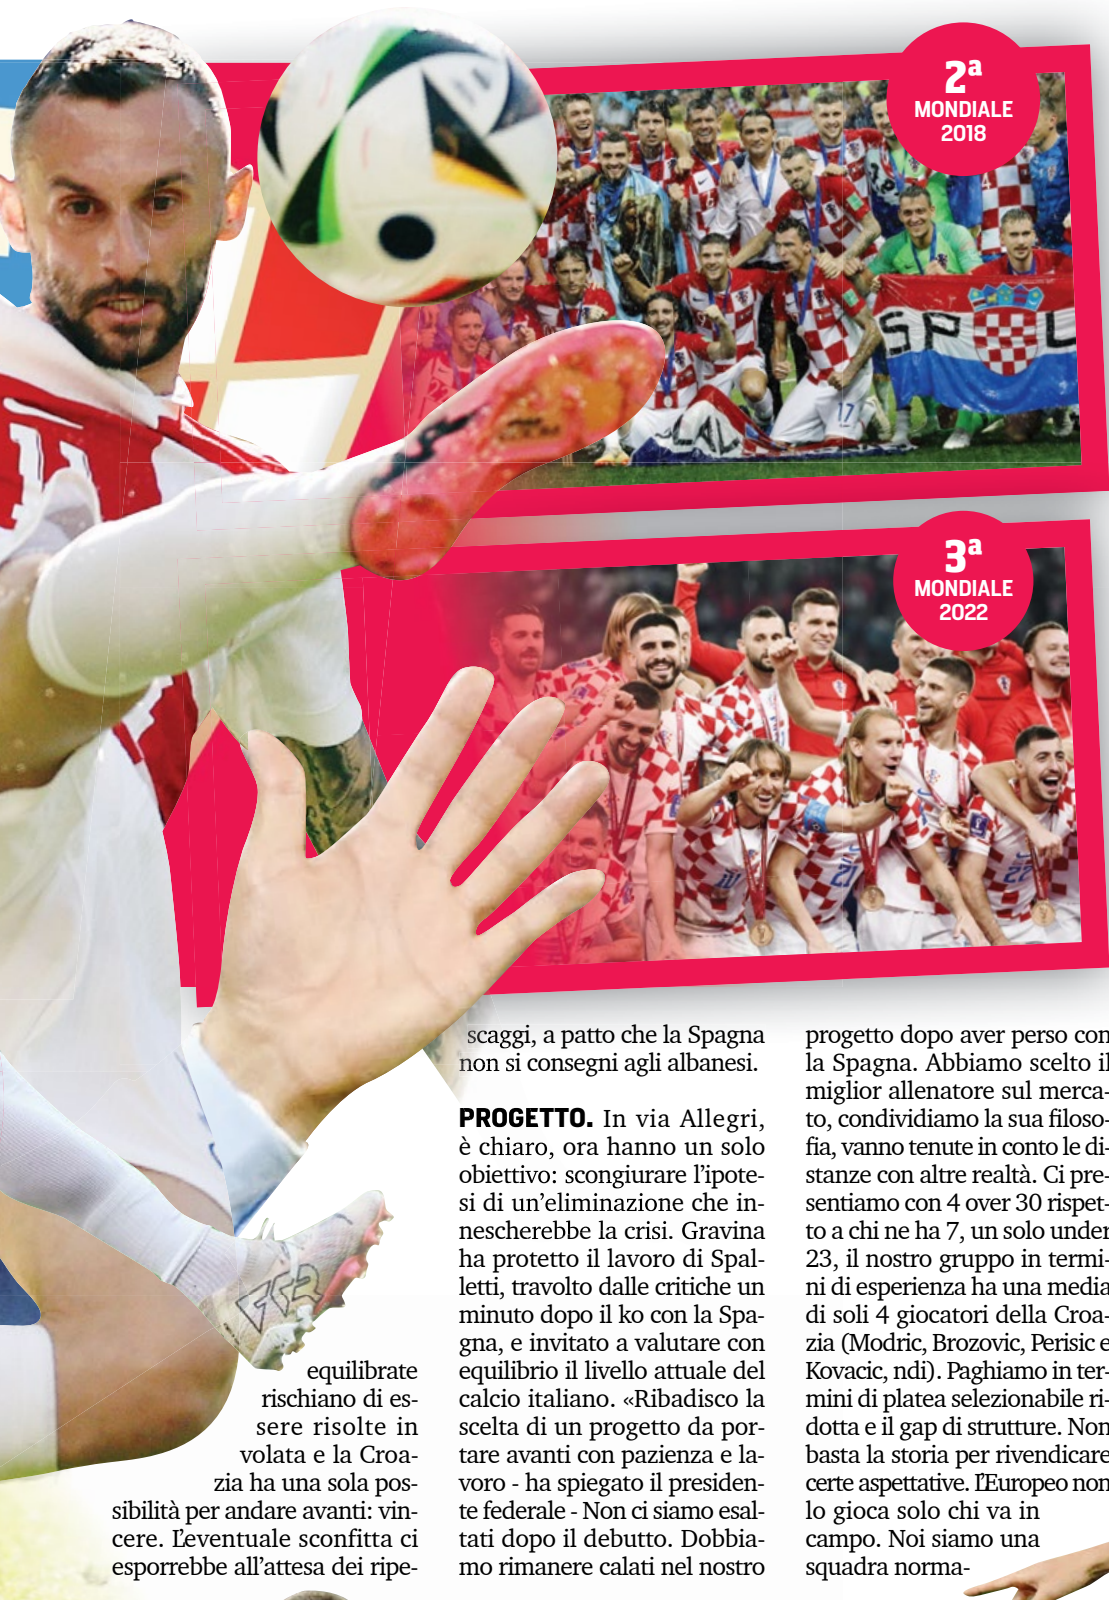 2ª
MONDIALE
2018
SP
U
17
11
3ª
MONDIALE
2022
21
22
equilibrate
rischiano di es-
sere risolte in
volata e la Croa-
zia ha una sola pos-
sibilità per andare avanti: vin-
cere. L'eventuale sconfitta ci
esporrebbe all'attesa dei ripe-
scaggi, a patto che la Spagna
non si consegni agli albanesi.
PROGETTO. In via Allegri,
è chiaro, ora hanno un solo
obiettivo: scongiurare l'ipote-
si di un'eliminazione che in-
nescherebbe la crisi. Gravina
ha protetto il lavoro di Spal-
letti, travolto dalle critiche un
minuto dopo il ko con la Spa-
gna, e invitato a valutare con
equilibrio il livello attuale del
calcio italiano. «Ribadisco la
scelta di un progetto da por-
tare avanti con pazienza e la-
voro - ha spiegato il presiden-
te federale - Non ci siamo esal-
tati dopo il debutto. Dobbia-
mo rimanere calati nel nostro
progetto dopo aver perso con
la Spagna. Abbiamo scelto il
miglior allenatore sul merca-
to, condividiamo la sua filoso-
fia, vanno tenute in conto le di-
stanze con altre realtà. Ci pre-
sentiamo con 4 over 30 rispet-
to a chi ne ha 7, un solo under
23, il nostro gruppo in termi-
ni di esperienza ha una media
di soli 4 giocatori della Croa-
zia (Modric, Brozovic, Perisic e
Kovacic, ndi). Paghiamo in ter-
mini di platea selezionabile ri-
dotta e il gap di strutture. Non
basta la storia per rivendicare
certe aspettative. L'Europeo non
lo gioca solo chi va in
campo. Noi siamo una
squadra norma-